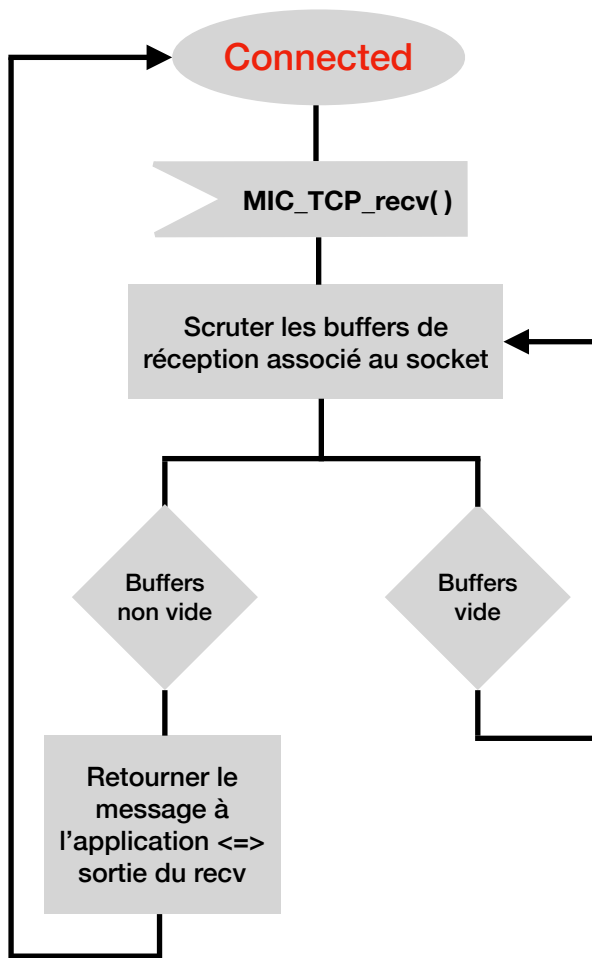 Connected
MIC_TCP_recv( )
Scruter les buffers de
réception associé au socket
Buffers
non vide
Buffers
vide
Retourner le
message à
l’application <=>
sortie du recv